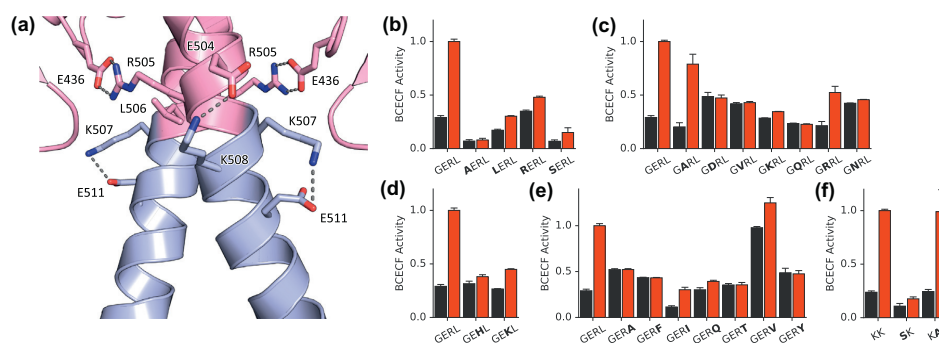 (a)
E504
R505
R505
E436
E436
L506
K507
K507
K508
E511
E511
(b)
BCECF Activity
1.0
0.5
0.0
GERL
AERL
LERL
RERL
SERL
(c)
BCECF Activity
1.0
0.5
0.0
GERL
GARL
GDRL
GVRL
GKRL
GQRL
GRRL
GNRL
(d)
BCECF Activity
1.0
0.5
0.0
GERL
GEHL
GEKL
(e)
BCECF Activity
1.0
0.5
0.0
GERL
GERA
GERF
GERI
GERQ
GERT
GERV
GERY
(f)
BCECF Activity
1.0
0.5
0.0
KK
SK
KA